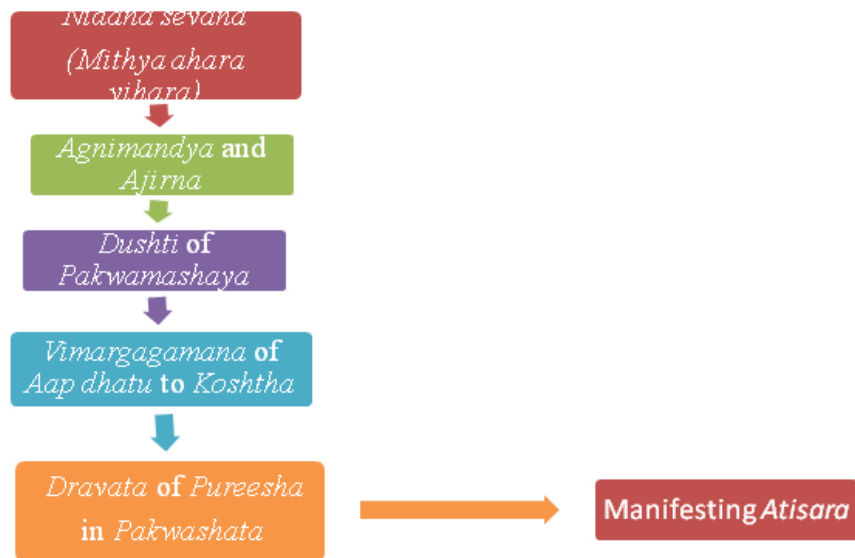 Nidana sevana
(Mithya ahara
vihara)
Agnimandya and
Ajirna
Dushti of
Pakwamashaya
Vimargagamana of
Aap dhatu to Koshtha
Dravata of Pureesha
in Pakwashata
Manifesting Atisara